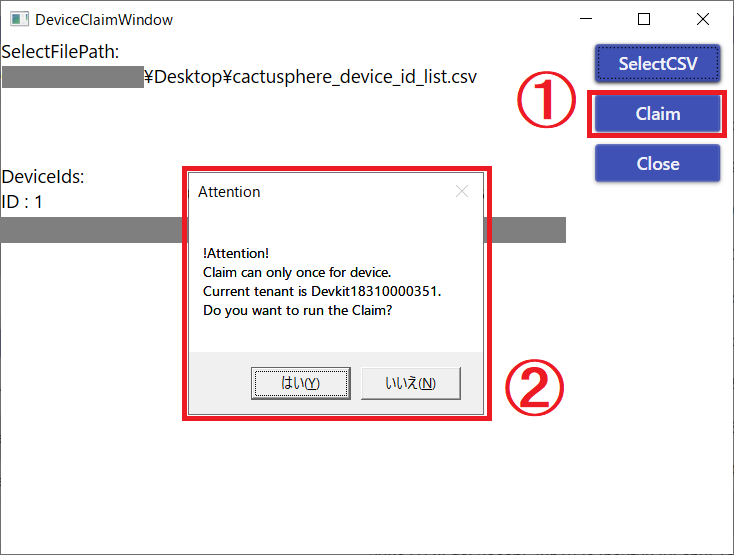 DeviceClaimWindow
SelectFilePath:
¥Desktop¥cactusphere_device_id_list.csv
SelectCSV
①
Claim
Close
DeviceIds:
ID : 1
Attention
!Attention!
Claim can only once for device.
Current tenant is Devkit18310000351.
Do you want to run the Claim?
はい(Y)
いいえ(N)
②